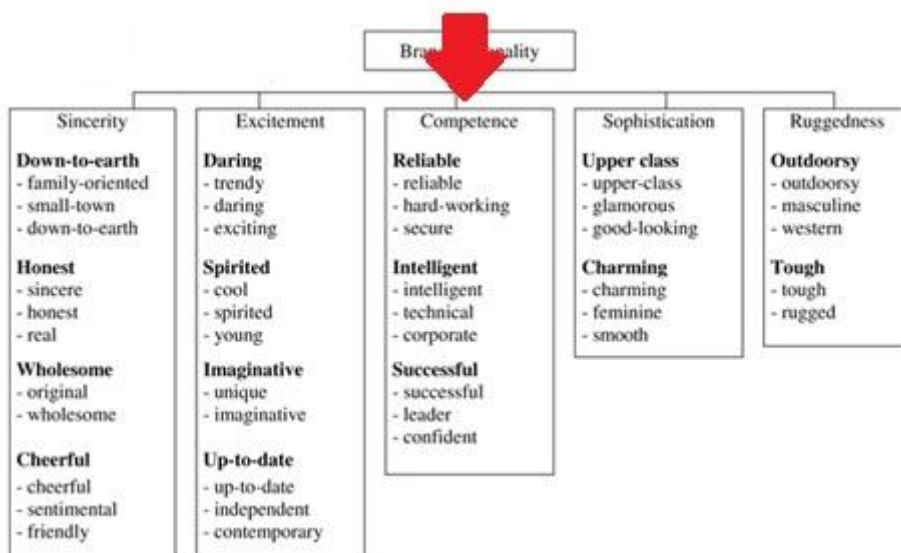 Sincerity
Down-to-earth
- family-oriented
- small-town
- down-to-earth
Honest
- sincere
- honest
- real
Wholesome
- original
- wholesome
Cheerful
- cheerful
- sentimental
- friendly
Excitement
Daring
- trendy
- daring
- exciting
Spirited
- cool
- spirited
- young
Imaginative
- unique
- imaginative
Up-to-date
- up-to-date
- independent
- contemporary
Competence
Reliable
- reliable
- hard-working
- secure
Intelligent
- intelligent
- technical
- corporate
Successful
- successful
- leader
- confident
Sophistication
Upper class
- upper-class
- glamorous
- good-looking
Charming
- charming
- feminine
- smooth
Ruggedness
Outdoorsy
- outdoorsy
- masculine
- western
Tough
- tough
- rugged